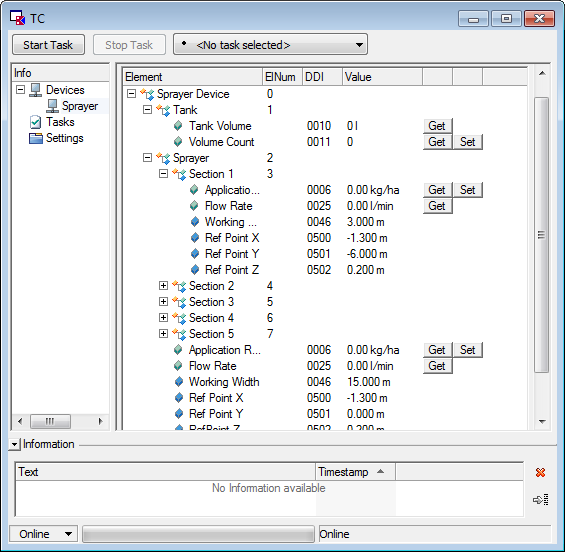 TC
Start Task Stop Task * <No task selected>
Info
Devices
Sprayer
Tasks
Settings
Element ElNum DDI Value
Sprayer Device 0
Tank 1
Tank Volume 0010 0 l Get
Volume Count 0011 0 Get Set
Sprayer 2
Section 1 3
Applicatio... 0006 0.00 kg/ha Get Set
Flow Rate 0025 0.00 l/min Get
Working ... 0046 3.000 m
Ref Point X 0500 -1.300 m
Ref Point Y 0501 -6.000 m
Ref Point Z 0502 0.200 m
Section 2 4
Section 3 5
Section 4 6
Section 5 7
Application R... 0006 0.00 kg/ha Get Set
Flow Rate 0025 0.00 l/min Get
Working Width 0046 15.000 m
Ref Point X 0500 -1.300 m
Ref Point Y 0501 0.000 m
RefPoint Z 0502 0.200 m
Information
Text Timestamp
No Information available
Online Online